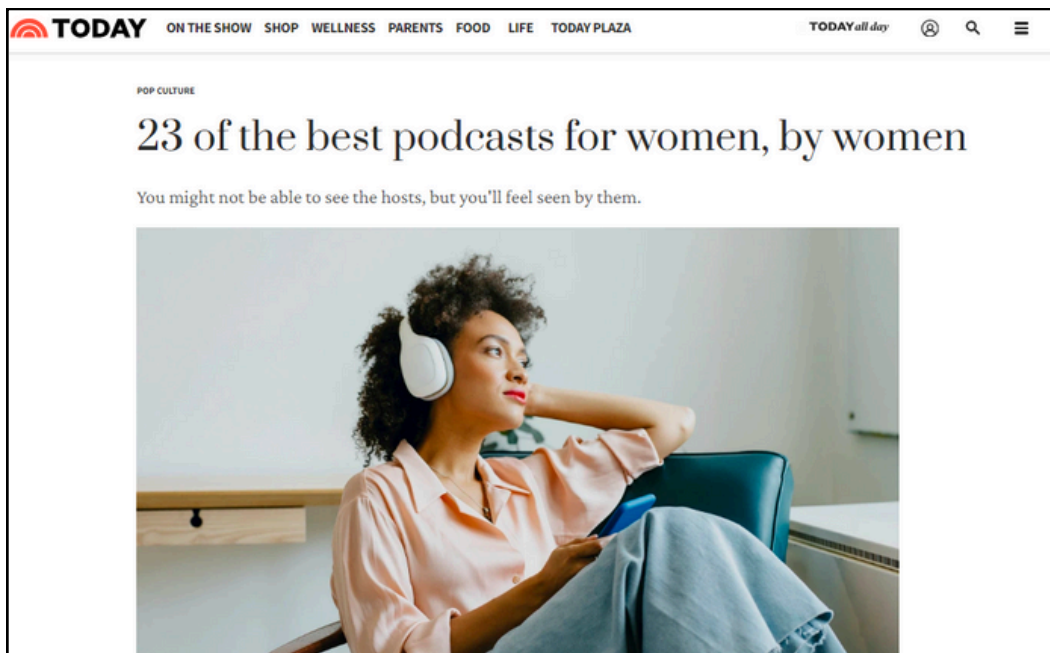 TODAY ON THE SHOW SHOP WELLNESS PARENTS FOOD LIFE TODAY PLAZA TODAY all day
POP CULTURE
23 of the best podcasts for women, by women
You might not be able to see the hosts, but you'll feel seen by them.